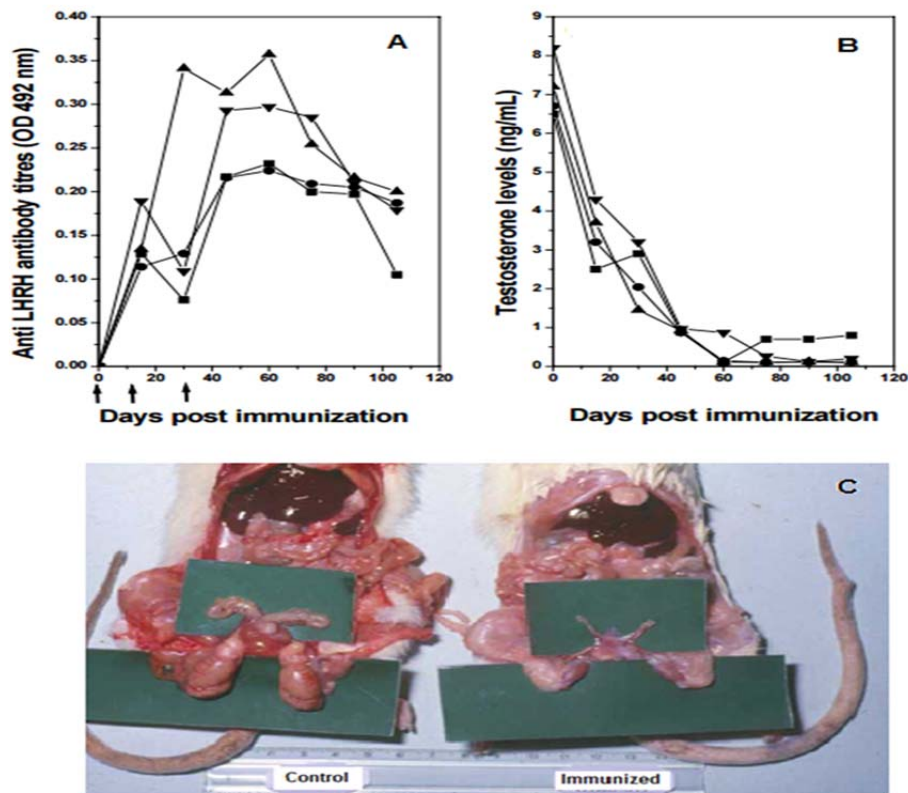 A
Anti LHRH antibody titres (OD 492 nm)
0.40
0.35
0.30
0.25
0.20
0.15
0.10
0.05
0.00
0 20 40 60 80 100 120
Days post immunization
B
Testosterone levels (ng/mL)
9
8
7
6
5
4
3
2
1
0
0 20 40 60 80 100 120
Days post immunization
C
Control
Immunized